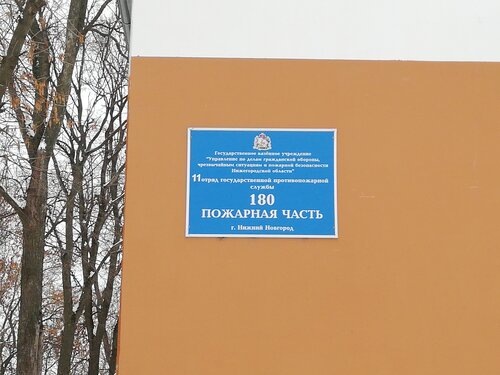 Государственное казённое учреждение
"Управление по делам гражданской обороны,
чрезвычайным ситуациям и пожарной безопасности
Нижегородской области"
11 отряд государственной противопожарной
службы
180
ПОЖАРНАЯ ЧАСТЬ
г. Нижний Новгород